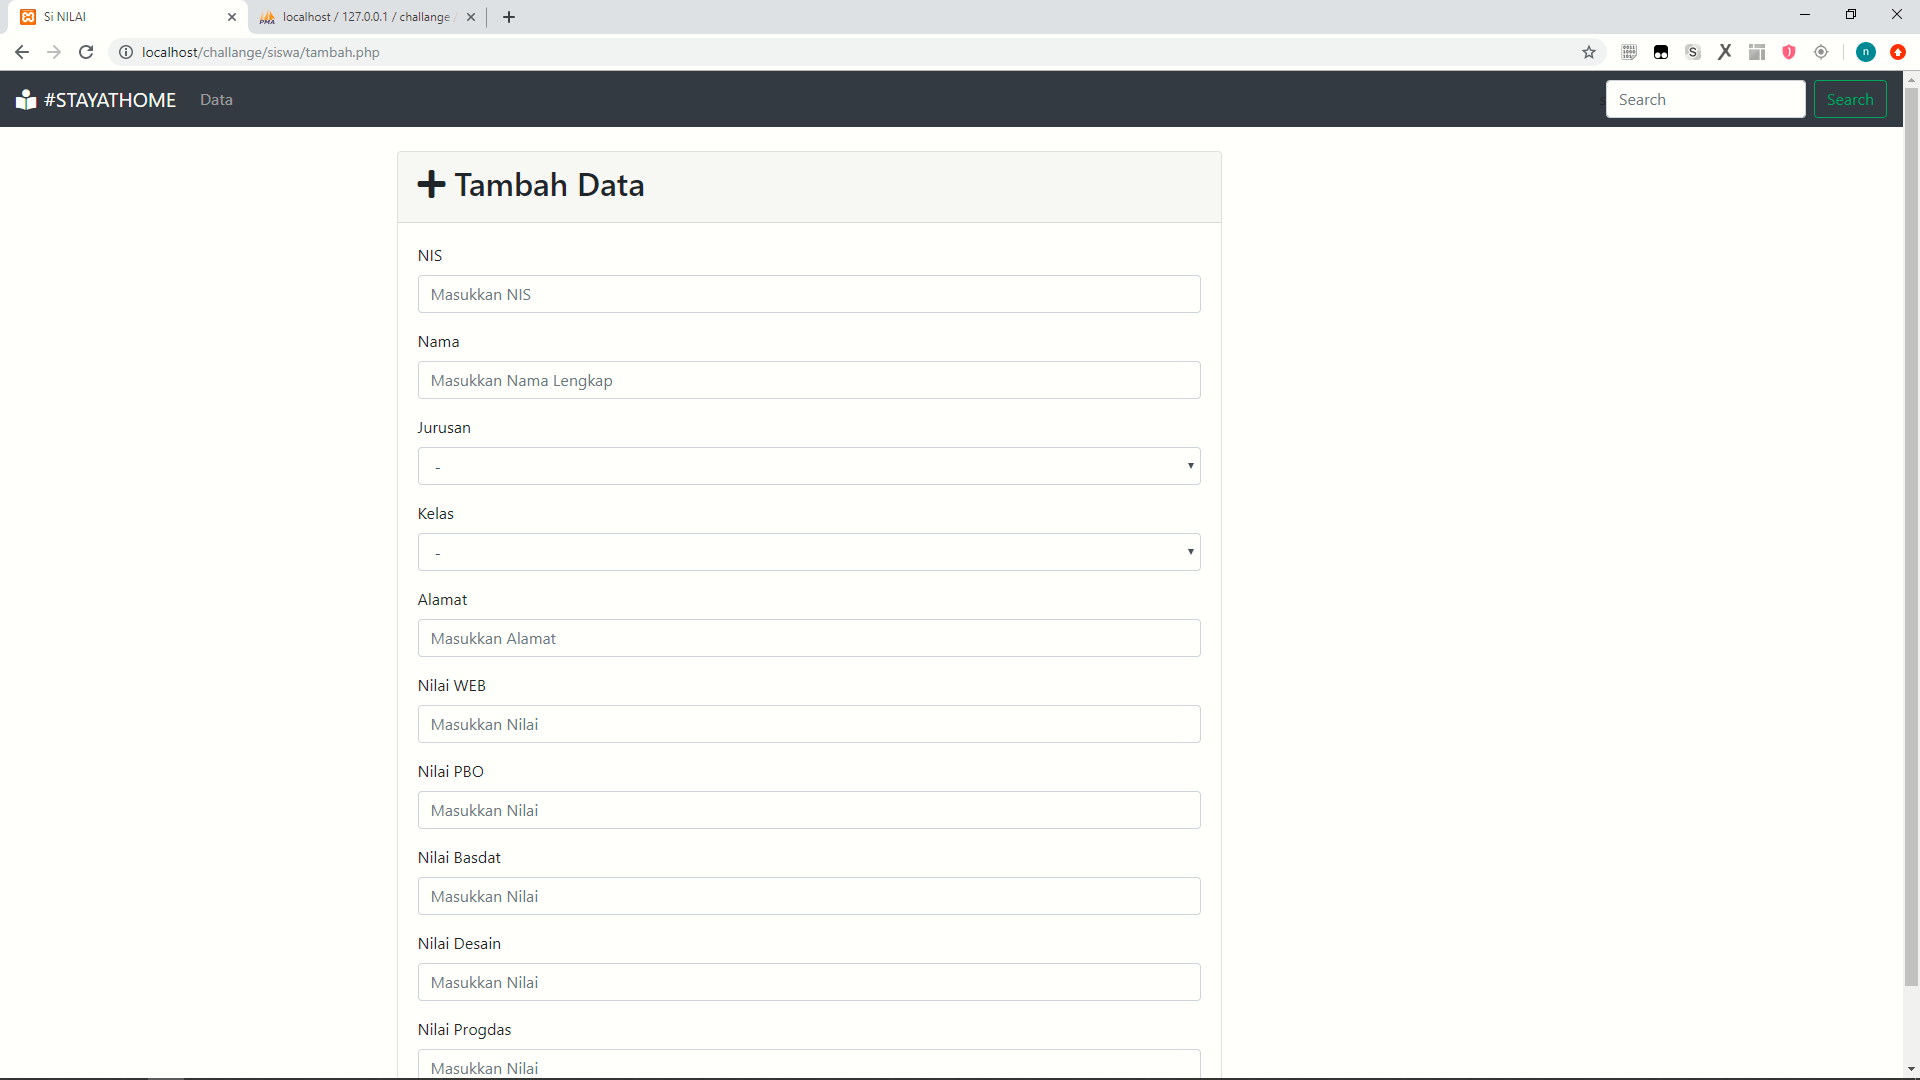 Si NILAI
localhost / 127.0.0.1 / challange
localhost/challange/siswa/tambah.php
#STAYATHOME Data Search Search
Tambah Data
NIS
Masukkan NIS
Nama
Masukkan Nama Lengkap
Jurusan
-
Kelas
-
Alamat
Masukkan Alamat
Nilai WEB
Masukkan Nilai
Nilai PBO
Masukkan Nilai
Nilai Basdat
Masukkan Nilai
Nilai Desain
Masukkan Nilai
Nilai Progdas
Masukkan Nilai